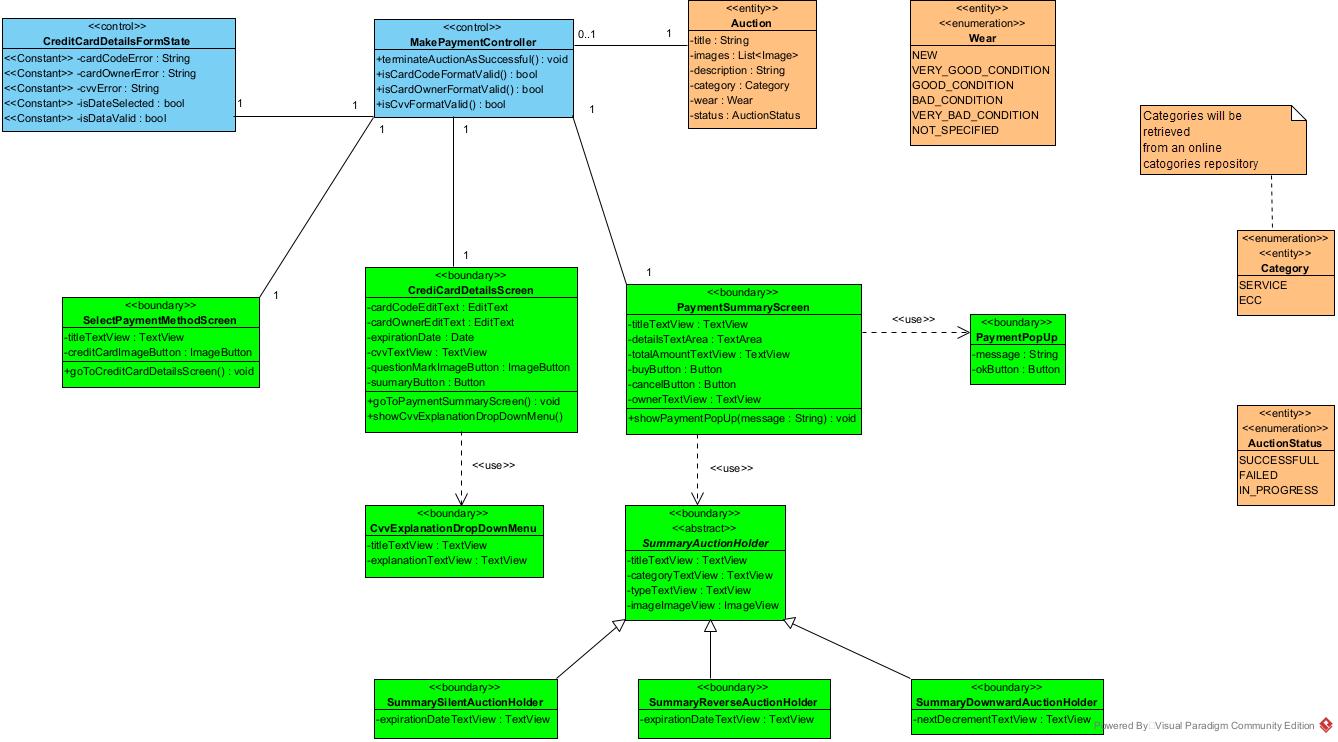 <<control>>
CreditCardDetailsFormState
<<Constant>> -cardCodeError : String
<<Constant>> -cardOwnerError : String
<<Constant>> -cvvError : String
<<Constant>> -isDateSelected : bool
<<Constant>> -isDataValid : bool
1
1
<<control>>
MakePaymentController
+terminateAuctionAsSuccessful() : void
+isCardCodeFormatValid() : bool
+isCardOwnerFormatValid() : bool
+isCvvFormatValid() : bool
0..1
1
<<entity>>
Auction
-title : String
-images : List<Image>
-description : String
-category : Category
-wear : Wear
-status : AuctionStatus
<<entity>>
<<enumeration>>
Wear
NEW
VERY_GOOD_CONDITION
GOOD_CONDITION
BAD_CONDITION
VERY_BAD_CONDITION
NOT_SPECIFIED
Categories will be
retrieved
from an online
catogories repository
<<enumeration>>
<<entity>>
Category
SERVICE
ECC
<<entity>>
<<enumeration>>
AuctionStatus
SUCCESSFULL
FAILED
IN_PROGRESS
1
1
1
1
1
1
<<boundary>>
SelectPaymentMethodScreen
-titleTextView : TextView
-creditCardImageButton : ImageButton
+goToCreditCardDetailsScreen() : void
<<boundary>>
CrediCardDetailsScreen
-cardCodeEditText : EditText
-cardOwnerEditText : EditText
-expirationDate : Date
-cvvTextView : TextView
-questionMarkImageButton : ImageButton
-suumaryButton : Button
+goToPaymentSummaryScreen() : void
+showCvvExplanationDropDownMenu()
<<boundary>>
PaymentSummaryScreen
-titleTextView : TextView
-detailsTextArea : TextArea
-totalAmountTextView : TextView
-buyButton : Button
-cancelButton : Button
-ownerTextView : TextView
+showPaymentPopUp(message : String) : void
<<use>>
<<boundary>>
PaymentPopUp
-message : String
-okButton : Button
<<use>>
<<use>>
<<boundary>>
CvvExplanationDropDownMenu
-titleTextView : TextView
-explanationTextView : TextView
<<boundary>>
<<abstract>>
SummaryAuctionHolder
-titleTextView : TextView
-categoryTextView : TextView
-typeTextView : TextView
-imageImageView : ImageView
<<boundary>>
SummarySilentAuctionHolder
-expirationDateTextView : TextView
<<boundary>>
SummaryReverseAuctionHolder
-expirationDateTextView : TextView
<<boundary>>
SummaryDownwardAuctionHolder
-nextDecrementTextView : TextView
Powered By Visual Paradigm Community Edition